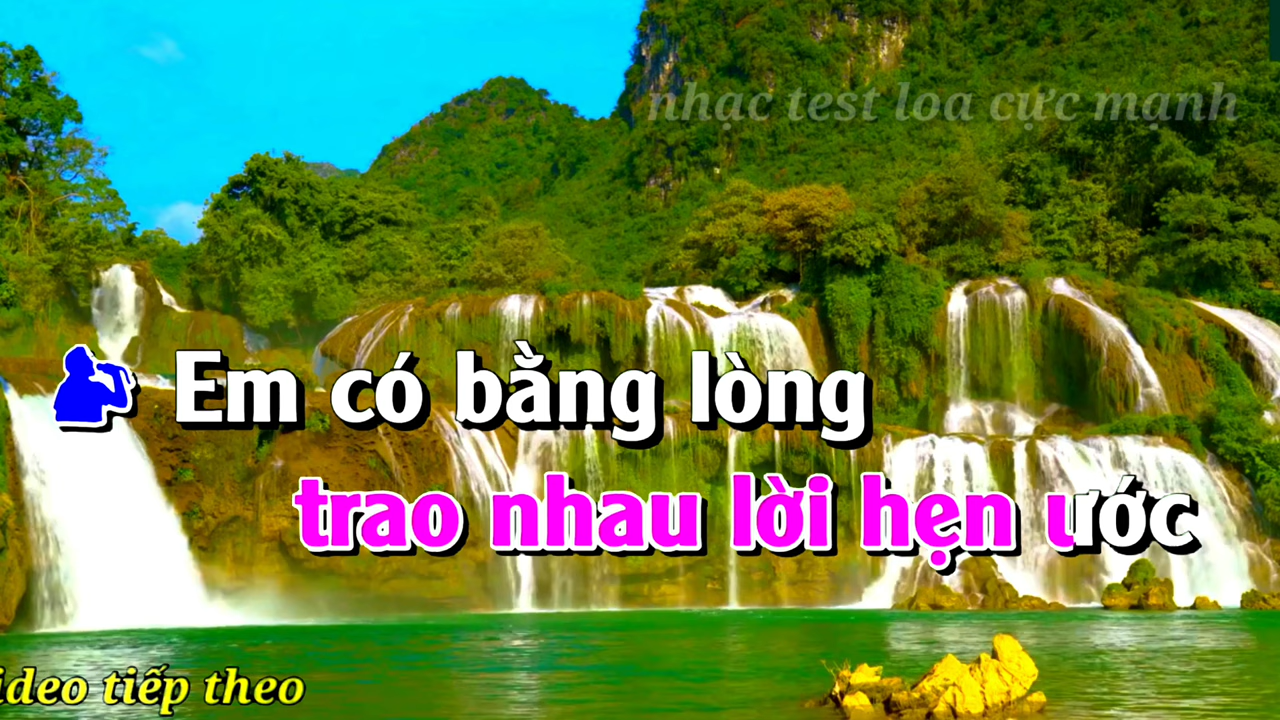 nhạc test loa cực mạnh
Em có bằng lòng
trao nhau lời hẹn ước
ideo tiếp theo